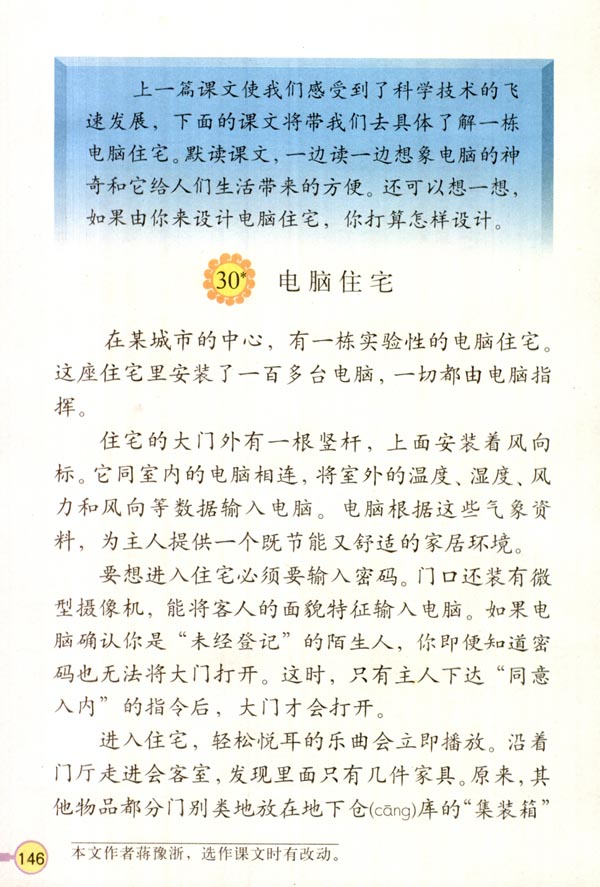 上一篇课文使我们感受到了科学技术的飞
速发展，下面的课文将带我们去具体了解一栋
电脑住宅。默读课文，一边读一边想象电脑的神
奇和它给人们生活带来的方便。还可以想一想，
如果由你来设计电脑住宅，你打算怎样设计。
30* 电脑住宅
在某城市的中心，有一栋实验性的电脑住宅。
这座住宅里安装了一百多台电脑，一切都由电脑指
挥。
住宅的大门外有一根竖杆，上面安装着风向
标。它同室内的电脑相连，将室外的温度、湿度、风
力和风向等数据输入电脑。电脑根据这些气象资
料，为主人提供一个既节能又舒适的家居环境。
要想进入住宅必须要输入密码。门口还装有微
型摄像机，能将客人的面貌特征输入电脑。如果电
脑确认你是“未经登记”的陌生人，你即便知道密
码也无法将大门打开。这时，只有主人下达“同意
入内”的指令后，大门才会打开。
进入住宅，轻松悦耳的乐曲会立即播放。沿着
门厅走进会客室，发现里面只有几件家具。原来，其
他物品都分门别类地放在地下仓(cāng)库的“集装箱”
本文作者蒋豫浙，选作课文时有改动。
146